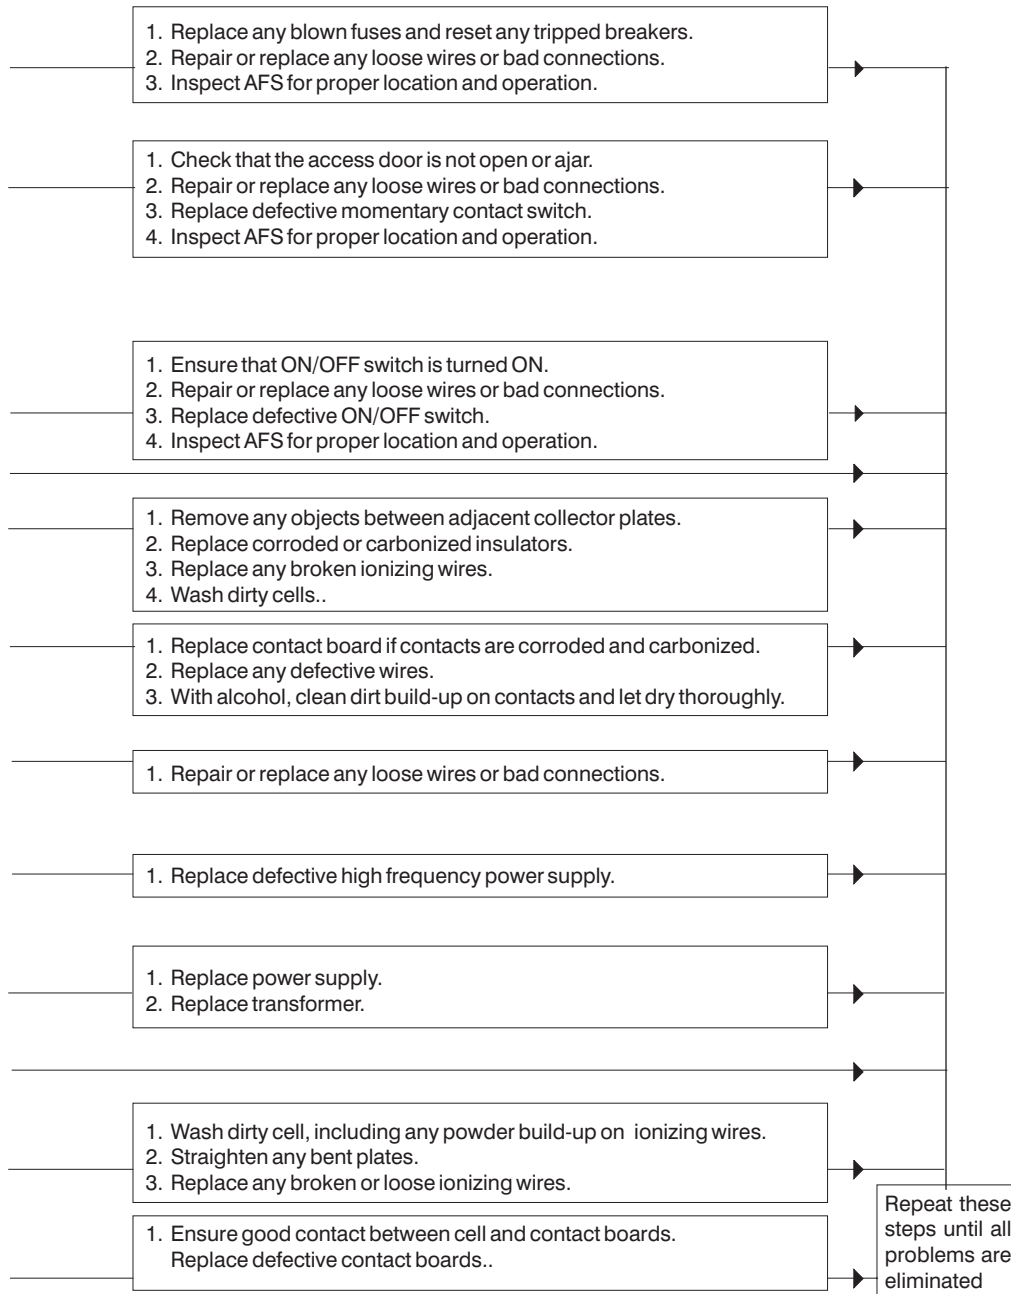 1. Replace any blown fuses and reset any tripped breakers.
2. Repair or replace any loose wires or bad connections.
3. Inspect AFS for proper location and operation.
1. Check that the access door is not open or ajar.
2. Repair or replace any loose wires or bad connections.
3. Replace defective momentary contact switch.
4. Inspect AFS for proper location and operation.
1. Ensure that ON/OFF switch is turned ON.
2. Repair or replace any loose wires or bad connections.
3. Replace defective ON/OFF switch.
4. Inspect AFS for proper location and operation.
1. Remove any objects between adjacent collector plates.
2. Replace corroded or carbonized insulators.
3. Replace any broken ionizing wires.
4. Wash dirty cells..
1. Replace contact board if contacts are corroded and carbonized.
2. Replace any defective wires.
3. With alcohol, clean dirt build-up on contacts and let dry thoroughly.
1. Repair or replace any loose wires or bad connections.
1. Replace defective high frequency power supply.
1. Replace power supply.
2. Replace transformer.
1. Wash dirty cell, including any powder build-up on ionizing wires.
2. Straighten any bent plates.
3. Replace any broken or loose ionizing wires.
1. Ensure good contact between cell and contact boards.
Replace defective contact boards..
Repeat these
steps until all
problems are
eliminated